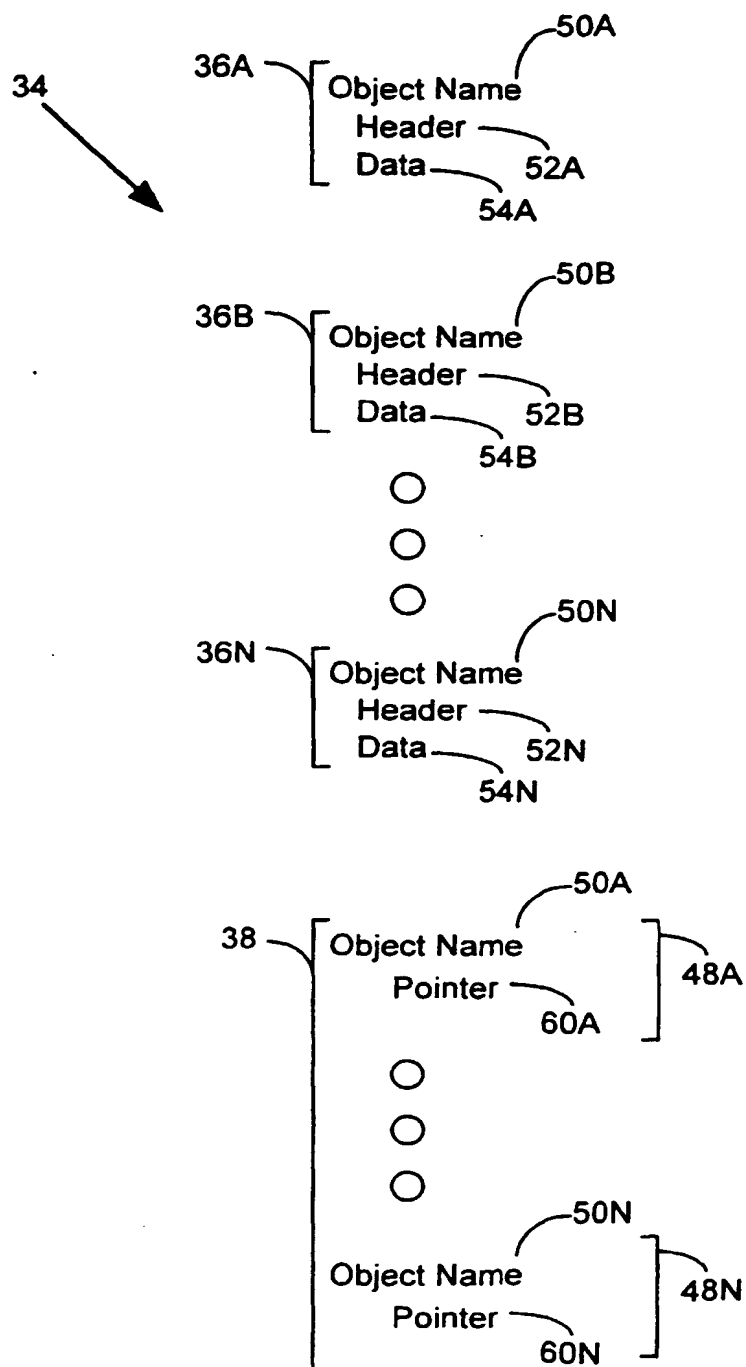 50A
36A
34
Object Name
Header
Data
52A
54A
50B
36B
Object Name
Header
Data
52B
54B
50N
36N
Object Name
Header
Data
52N
54N
50A
38
Object Name
48A
Pointer
60A
50N
Object Name
48N
Pointer
60N